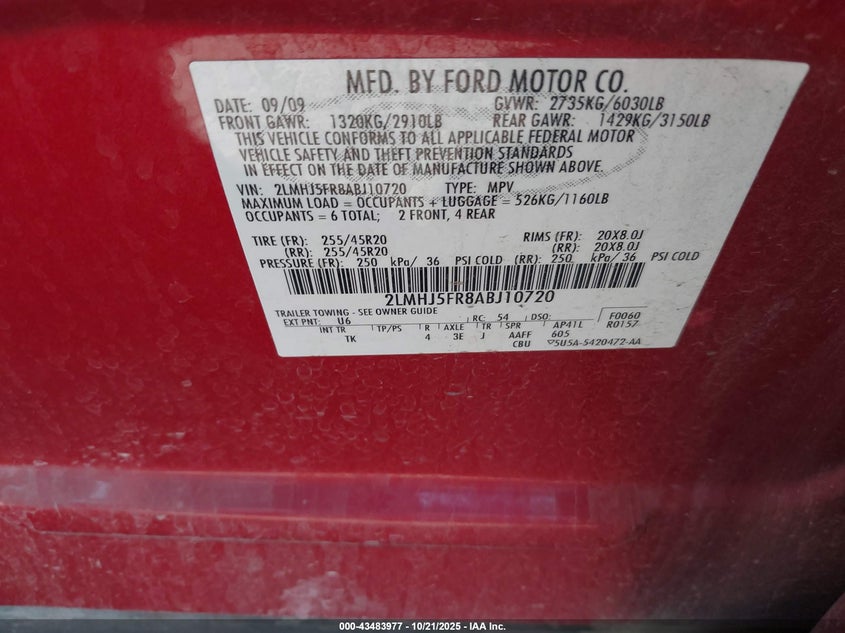 MFD. BY FORD MOTOR CO.
DATE: 09/09 GVWR: 2735KG/6030LB
FRONT GAWR: 1320KG/2910LB REAR GAWR: 1429KG/3150LB
THIS VEHICLE CONFORMS TO ALL APPLICABLE FEDERAL MOTOR
VEHICLE SAFETY AND THEFT PREVENTION STANDARDS
IN EFFECT ON THE DATE OF MANUFACTURE SHOWN ABOVE.
VIN: 2LMHJ5FR8ABJ10720 TYPE: MPV
MAXIMUM LOAD = OCCUPANTS + LUGGAGE = 526KG/1160LB
OCCUPANTS = 6 TOTAL; 2 FRONT, 4 REAR
TIRE (FR): 255/45R20 RIMS (FR): 20X8.0J
(RR): 255/45R20 (RR): 20X8.0J
PRESSURE (FR): 250 kPa/ 36 PSI COLD (RR): 250 kPa/ 36 PSI COLD
2LMHJ5FR8ABJ10720
TRAILER TOWING - SEE OWNER GUIDE
EXT PNT: U6 RC: 54 DSO: F0060
INT TR TP/PS R AXLE TR SPR AP41L R0157
TK 4 3E J AAFF 605
CBU 5U5A-5420472-AA
000-43483977 - 10/21/2025 - IAA Inc.